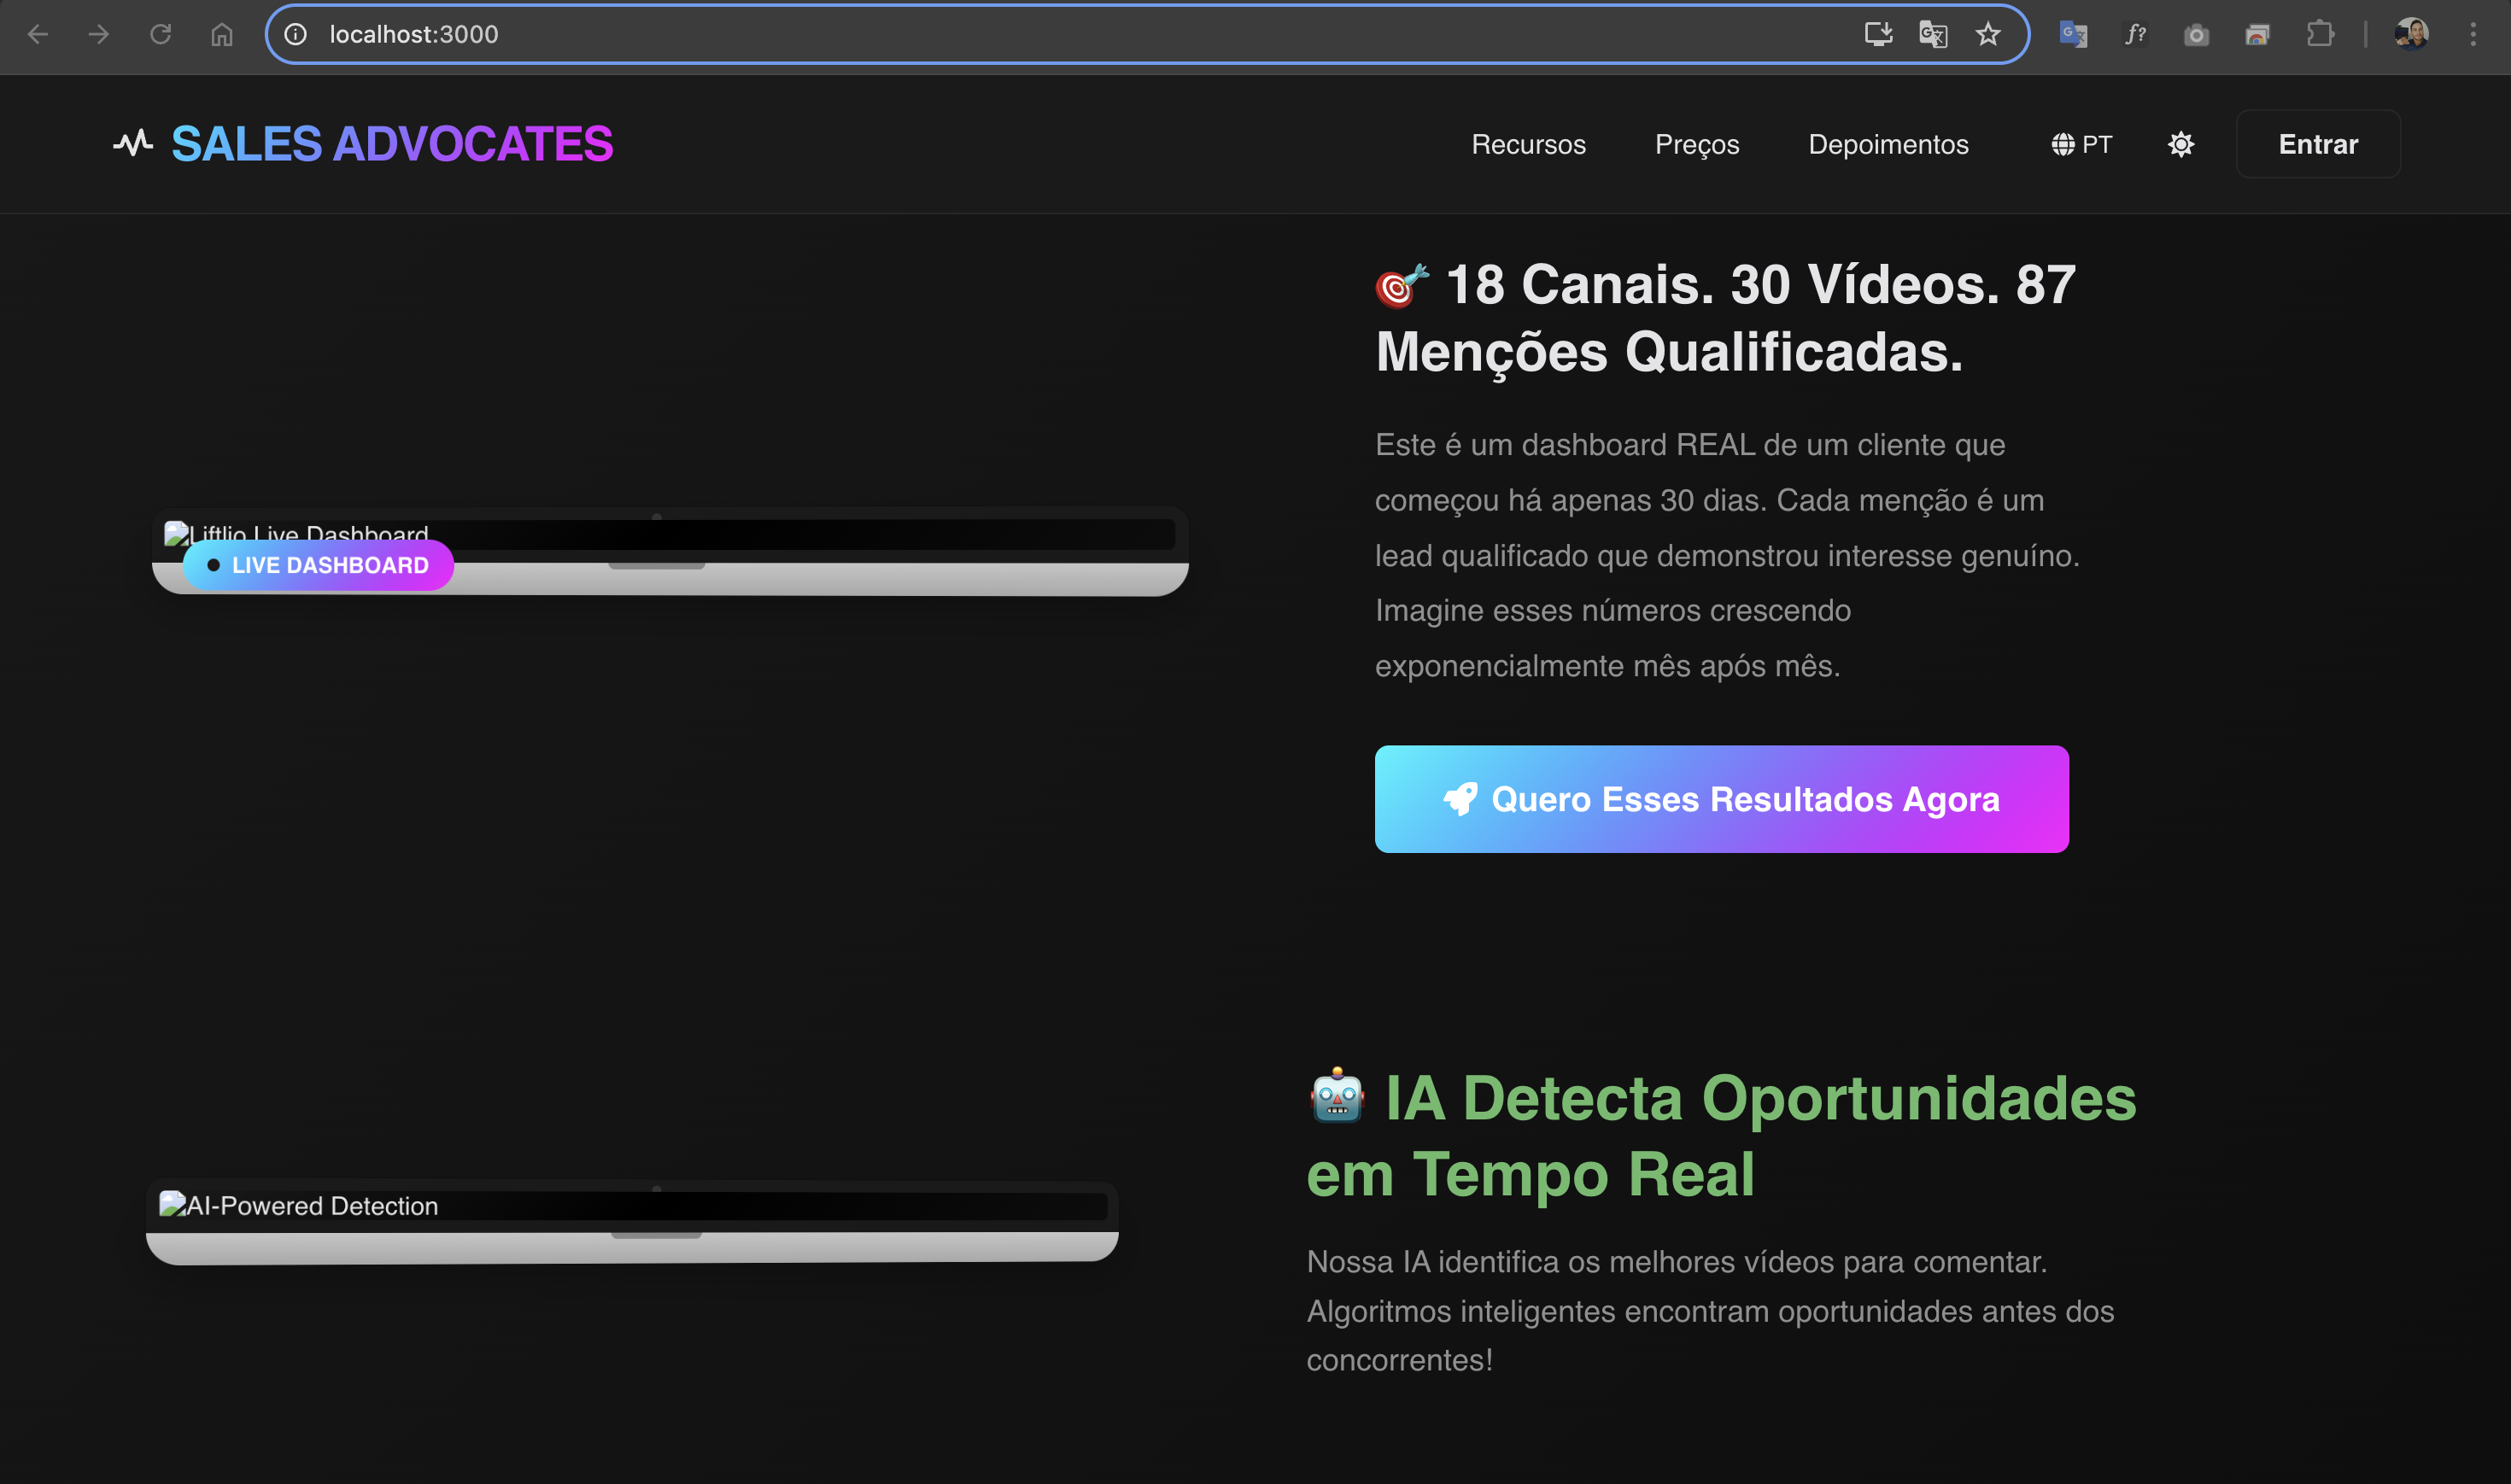 localhost:3000
SALES ADVOCATES
Recursos
Preços
Depoimentos
PT
Entrar
🎯 18 Canais. 30 Vídeos. 87
Menções Qualificadas.
Este é um dashboard REAL de um cliente que
começou há apenas 30 dias. Cada menção é um
lead qualificado que demonstrou interesse genuíno.
Imagine esses números crescendo
exponencialmente mês após mês.
Quero Esses Resultados Agora
Liftlio Live Dashboard
LIVE DASHBOARD
🤖 IA Detecta Oportunidades
em Tempo Real
Nossa IA identifica os melhores vídeos para comentar.
Algoritmos inteligentes encontram oportunidades antes dos
concorrentes!
AI-Powered Detection